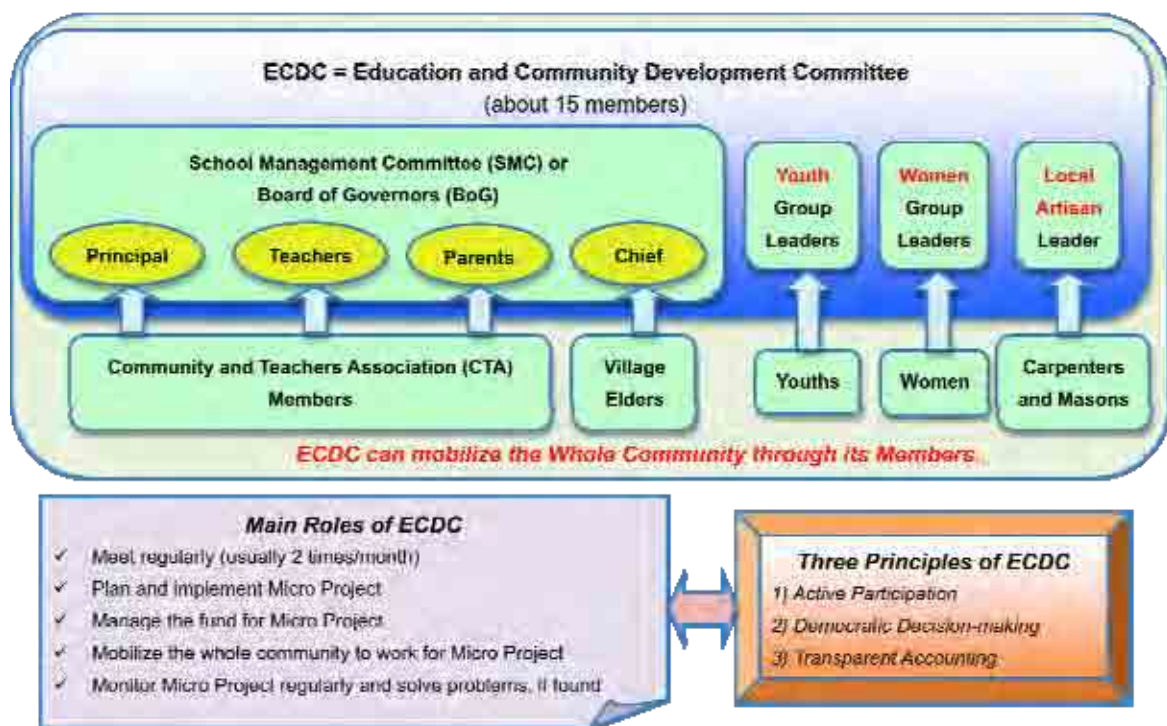 ECDC = Education and Community Development Committee
(about 15 members)
School Management Committee (SMC) or
Board of Governors (BoG)
Principal
Teachers
Parents
Chief
Youth
Group
Leaders
Women
Group
Leaders
Local
Artisan
Leader
Community and Teachers Association (CTA)
Members
Village
Elders
Youths
Women
Carpenters
and Masons
ECDC can mobilize the Whole Community through its Members.
Main Roles of ECDC
✓ Meet regularly (usually 2 times/month)
✓ Plan and implement Micro Project
✓ Manage the fund for Micro Project
✓ Mobilize the whole community to work for Micro Project
✓ Monitor Micro Project regularly and solve problems, if found
Three Principles of ECDC
1) Active Participation
2) Democratic Decision-making
3) Transparent Accounting